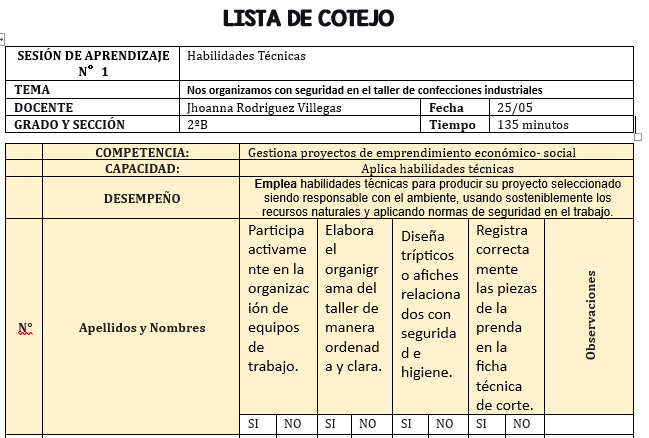 LISTA DE COTEJO
SESIÓN DE APRENDIZAJE N° 1 Habilidades Técnicas
TEMA Nos organizamos con seguridad en el taller de confecciones industriales
DOCENTE Jhoanna Rodriguez Villegas Fecha 25/05
GRADO Y SECCIÓN 2ºB Tiempo 135 minutos
COMPETENCIA: Gestiona proyectos de emprendimiento económico- social
CAPACIDAD: Aplica habilidades técnicas
DESEMPEÑO
Emplea habilidades técnicas para producir su proyecto seleccionado
siendo responsable con el ambiente, usando sosteniblemente los
recursos naturales y aplicando normas de seguridad en el trabajo.
N°
Apellidos y Nombres
Participa
activame
nte en la
organizac
ión de
equipos
de
trabajo.
Elabora
el
organigr
ama del
taller de
manera
ordenad
a y clara.
Diseña
trípticos
o afiches
relaciona
dos con
segurida
d e
higiene.
Registra
correcta
mente
las piezas
de la
prenda
en la
ficha
técnica
de corte.
Observaciones
SI NO SI NO SI NO SI NO